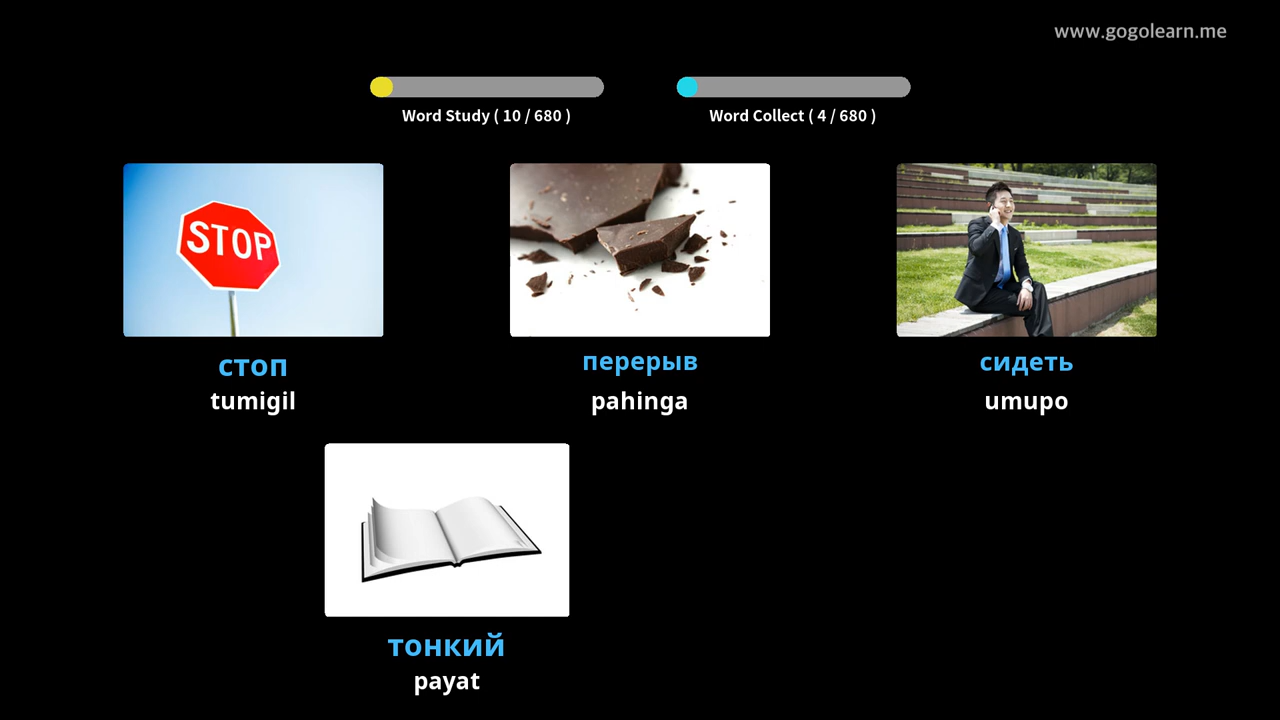 www.gogolearn.me
Word Study ( 10 / 680 )
Word Collect ( 4 / 680 )
STOP
стоп
tumigil
перерыв
pahinga
сидеть
umupo
тонкий
payat